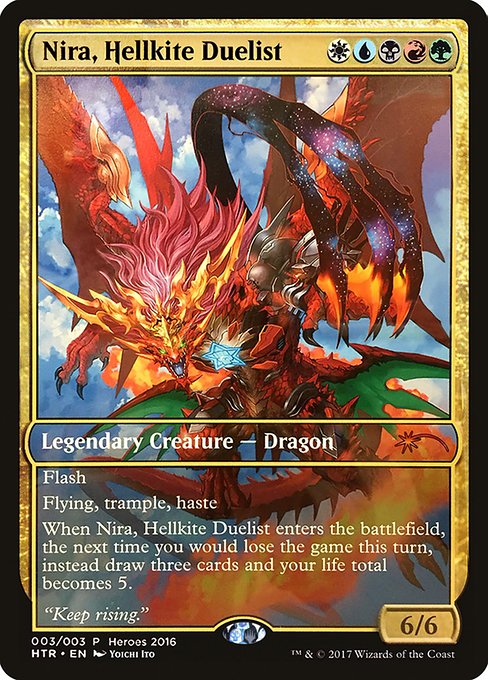 Nira, Hellkite Duelist
Legendary Creature — Dragon
Flash
Flying, trample, haste
When Nira, Hellkite Duelist enters the battlefield,
the next time you would lose the game this turn,
instead draw three cards and your life total
becomes 5.
“Keep rising.”
6/6
003/003 P Heroes 2016
HTR • EN Yoichi Ito
™ & © 2017 Wizards of the Coast